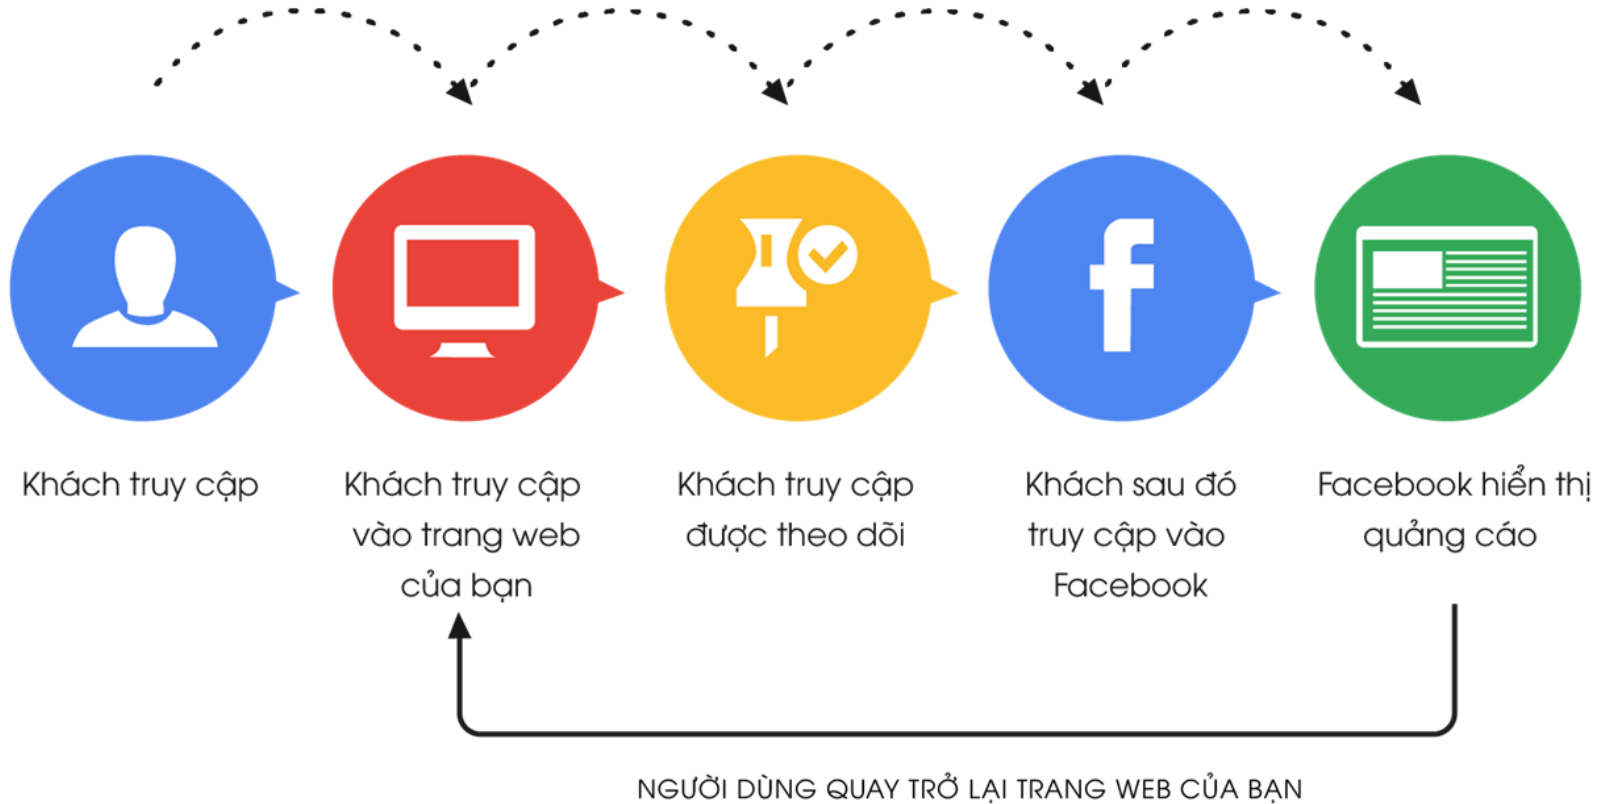 Khách truy cập
Khách truy cập
vào trang web
của bạn
Khách truy cập
được theo dõi
Khách sau đó
truy cập vào
Facebook
Facebook hiển thị
quảng cáo
NGƯỜI DÙNG QUAY TRỞ LẠI TRANG WEB CỦA BẠN